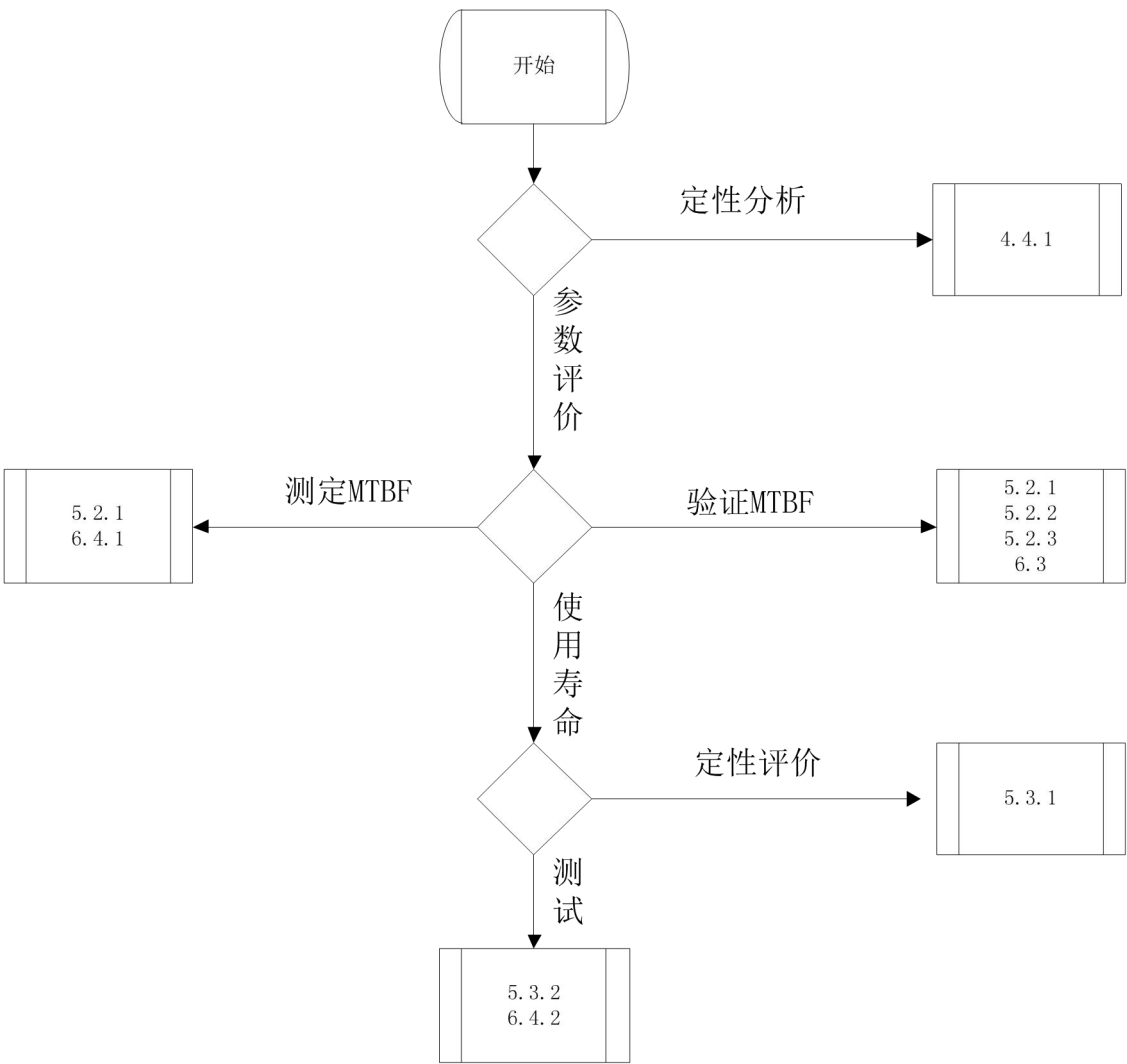 开始
定性分析
4.4.1
参数评价
测定MTBF
验证MTBF
5.2.1
6.4.1
5.2.1
5.2.2
5.2.3
6.3
使用寿命
定性评价
5.3.1
测试
5.3.2
6.4.2